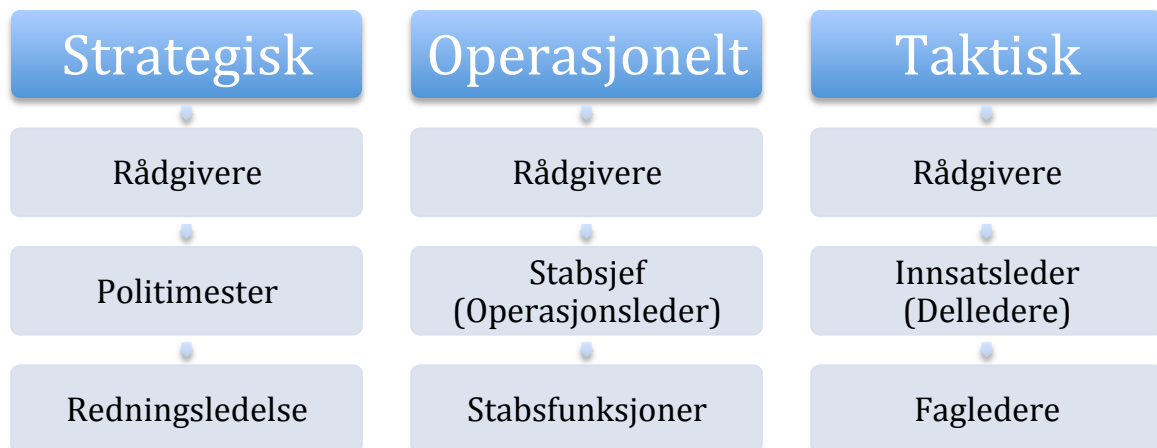 Strategisk
Rådgivere
Politimester
Redningsledelse
Operasjonelt
Rådgivere
Stabsjef
(Operasjonsleder)
Stabsfunksjoner
Taktisk
Rådgivere
Innsatsleder
(Delledere)
Fagledere